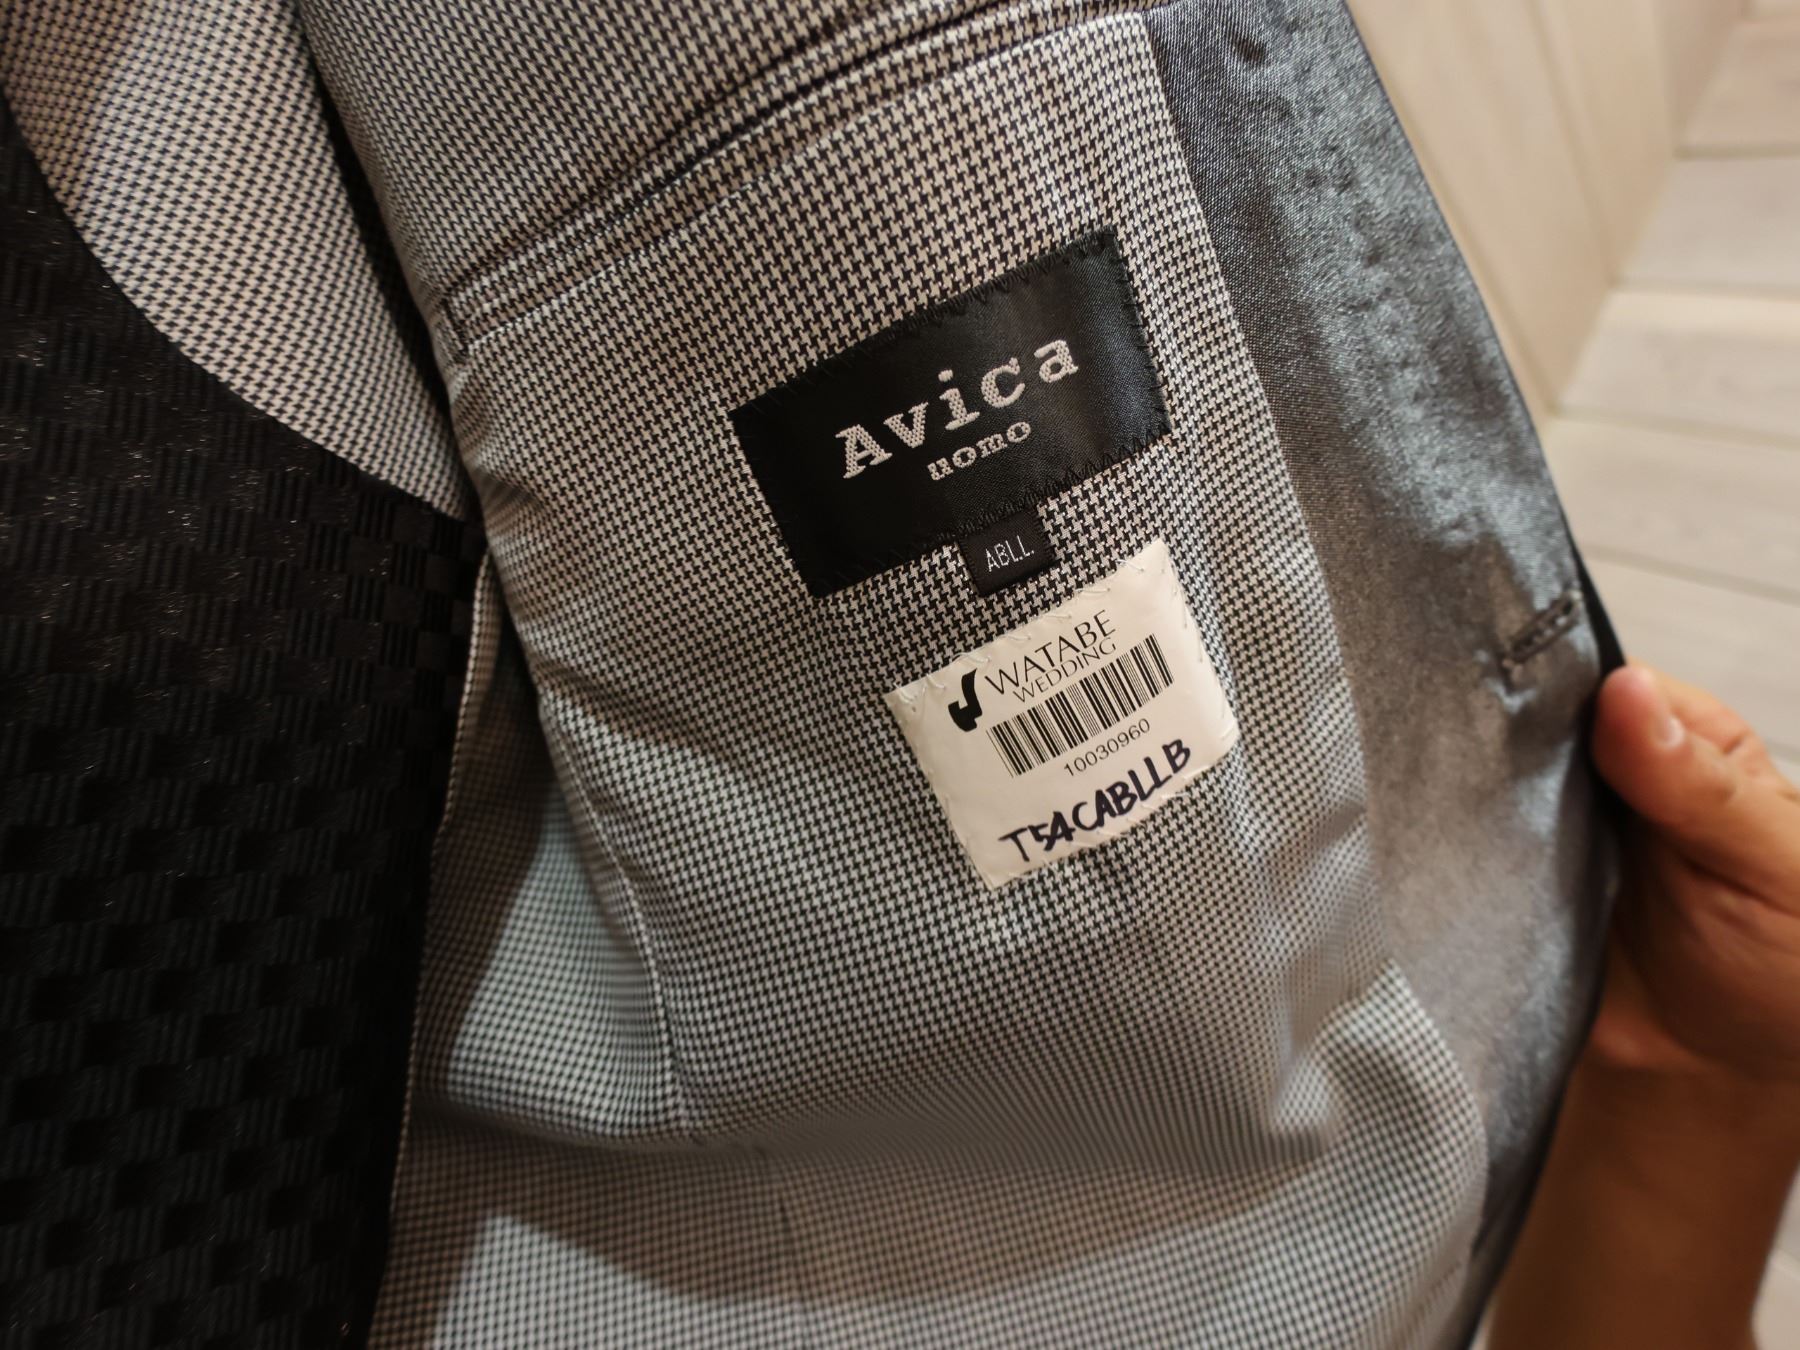 Avica
uomo
ABLL
WATABE
WEDDING
10030960
T54CABLLB